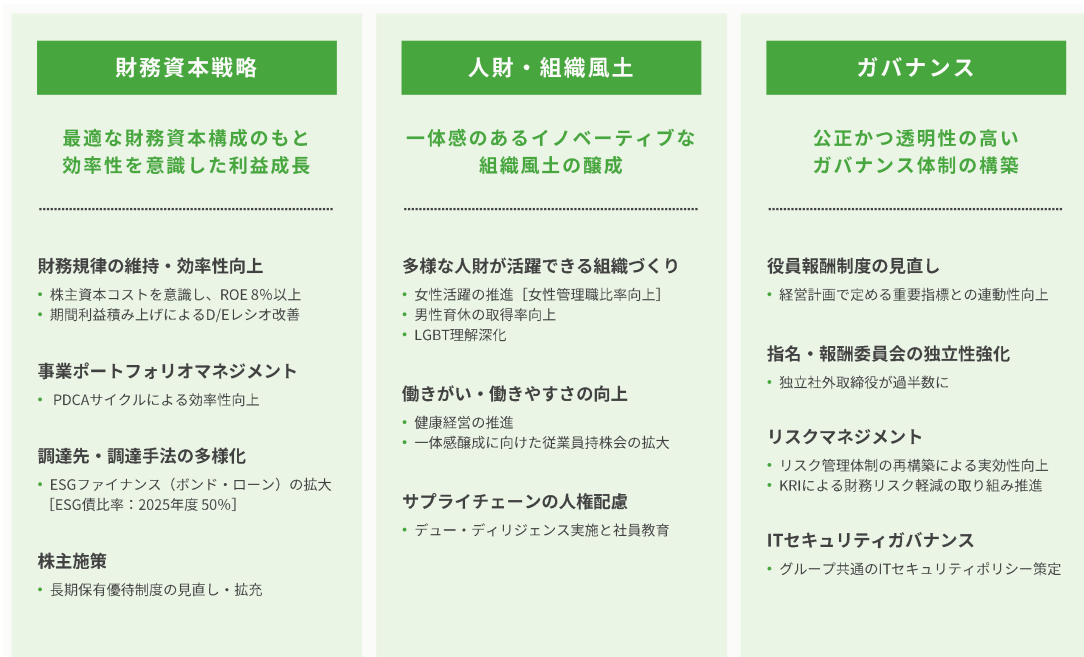 財務資本戦略
最適な財務資本構成のもと
効率性を意識した利益成長
財務規律の維持・効率性向上
• 株主資本コストを意識し、ROE 8%以上
• 期間利益積み上げによるD/Eレシオ改善
事業ポートフォリオマネジメント
• PDCAサイクルによる効率性向上
調達先・調達手法の多様化
• ESGファイナンス（ボンド・ローン）の拡大
［ESG債比率：2025年度 50%］
株主施策
• 長期保有優待制度の見直し・拡充
人財・組織風土
一体感のあるイノベーティブな
組織風土の醸成
多様な人財が活躍できる組織づくり
• 女性活躍の推進［女性管理職比率向上］
• 男性育休の取得率向上
• LGBT理解深化
働きがい・働きやすさの向上
• 健康経営の推進
• 一体感醸成に向けた従業員持株会の拡大
サプライチェーンの人権配慮
• デュー・ディリジェンス実施と社員教育
ガバナンス
公正かつ透明性の高い
ガバナンス体制の構築
役員報酬制度の見直し
• 経営計画で定める重要指標との連動性向上
指名・報酬委員会の独立性強化
• 独立社外取締役が過半数に
リスクマネジメント
• リスク管理体制の再構築による実効性向上
• KRIによる財務リスク軽減の取り組み推進
ITセキュリティガバナンス
• グループ共通のITセキュリティポリシー策定